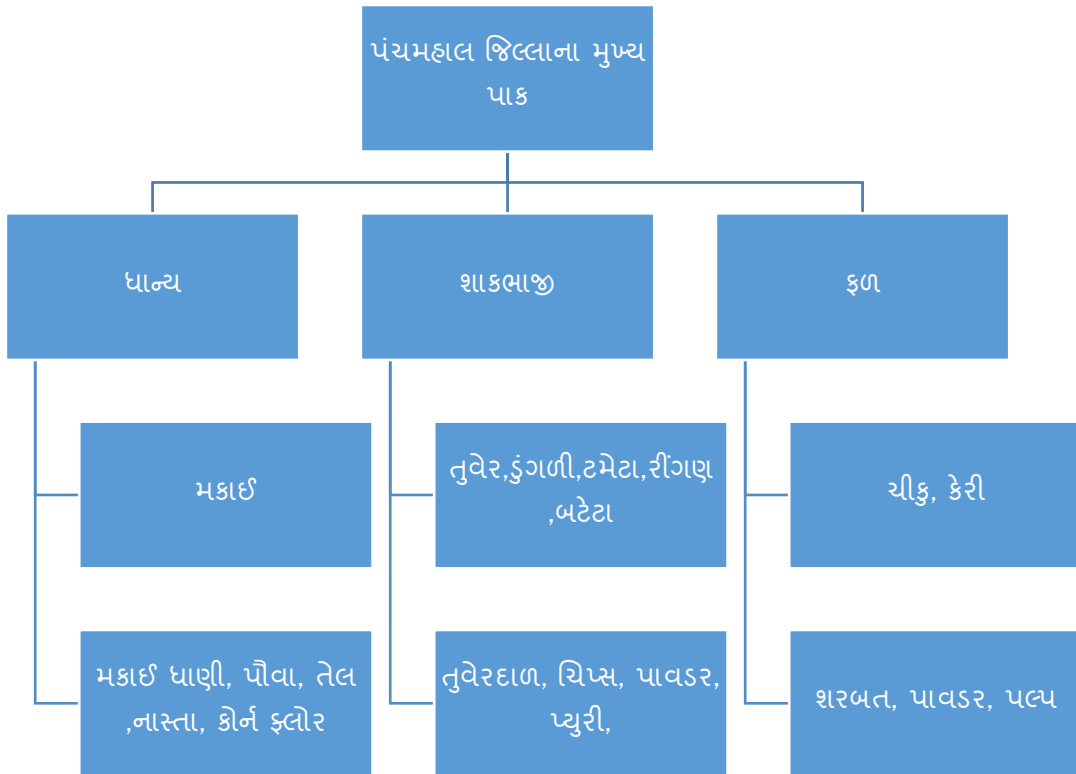 પંચમહાલ જિલ્લાના મુખ્ય
પાક
ધાન્ય
શાકભાજી
ફળ
મકાઈ
તુવેર,ડુંગળી,ટમેટા,રીંગણ
,બટેટા
ચીકુ, કેરી
મકાઈ ધાણી, પૌવા, તેલ
,નાસ્તા, કોર્ન ફ્લોર
તુવેરદાળ, ચિપ્સ, પાવડર,
પ્યુરી,
શરબત, પાવડર, પલ્પ